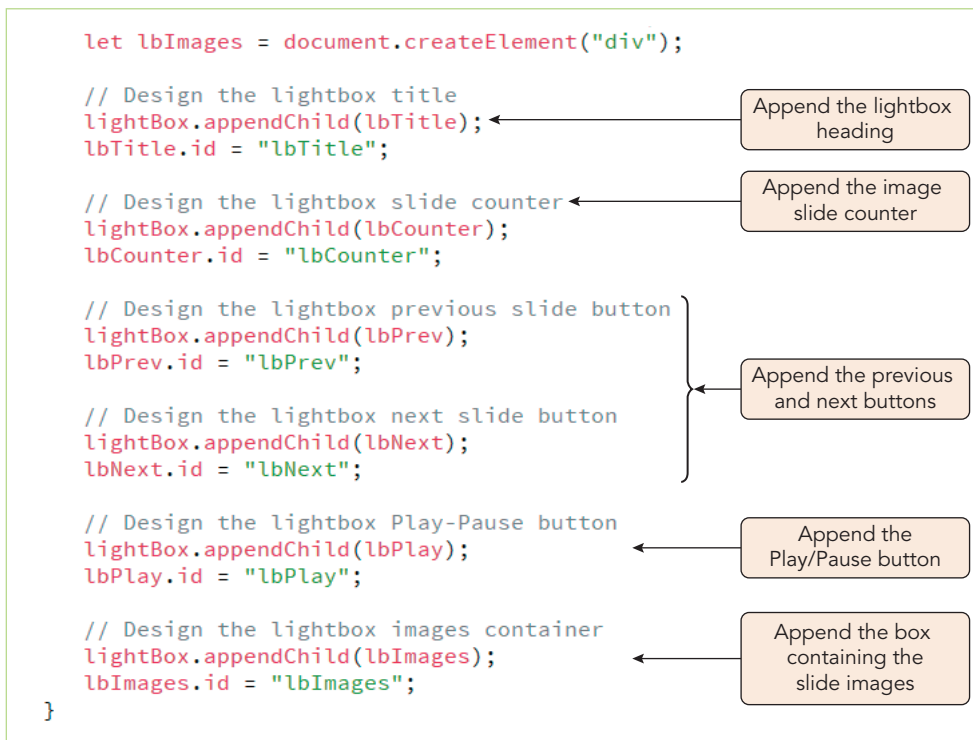 let lbImages = document.createElement("div");
// Design the lightbox title
lightBox.appendChild(lbTitle);
lbTitle.id = "lbTitle";
Append the lightbox
heading
// Design the lightbox slide counter
lightBox.appendChild(lbCounter);
lbCounter.id = "lbCounter";
Append the image
slide counter
// Design the lightbox previous slide button
lightBox.appendChild(lbPrev);
lbPrev.id = "lbPrev";
// Design the lightbox next slide button
lightBox.appendChild(lbNext);
lbNext.id = "lbNext";
Append the previous
and next buttons
// Design the lightbox Play-Pause button
lightBox.appendChild(lbPlay);
lbPlay.id = "lbPlay";
Append the
Play/Pause button
// Design the lightbox images container
lightBox.appendChild(lbImages);
lbImages.id = "lbImages";
Append the box
containing the
slide images
}